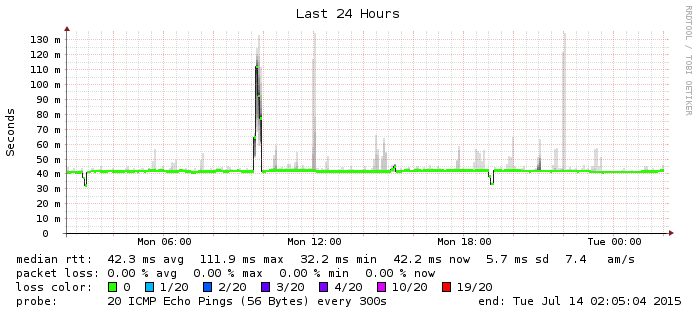 Last 24 Hours
RRDTOOL / TOBI OETIKER
Seconds
130 m
120 m
110 m
100 m
90 m
80 m
70 m
60 m
50 m
40 m
30 m
20 m
10 m
0
Mon 06:00 Mon 12:00 Mon 18:00 Tue 00:00
median rtt: 42.3 ms avg 111.9 ms max 32.2 ms min 42.2 ms now 5.7 ms sd 7.4 am/s
packet loss: 0.00 % avg 0.00 % max 0.00 % min 0.00 % now
loss color: 0 1/20 2/20 3/20 4/20 10/20 19/20
probe: 20 ICMP Echo Pings (56 Bytes) every 300s end: Tue Jul 14 02:05:04 2015